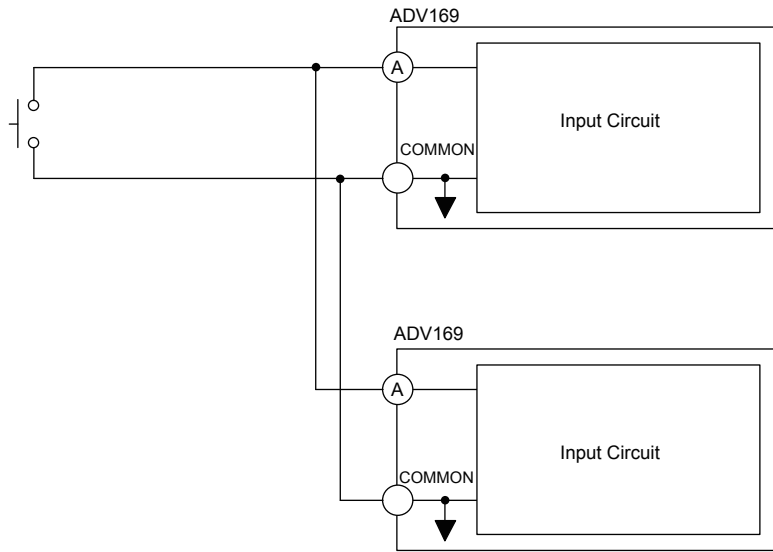 ADV169
A
Input Circuit
COMMON
ADV169
A
Input Circuit
COMMON